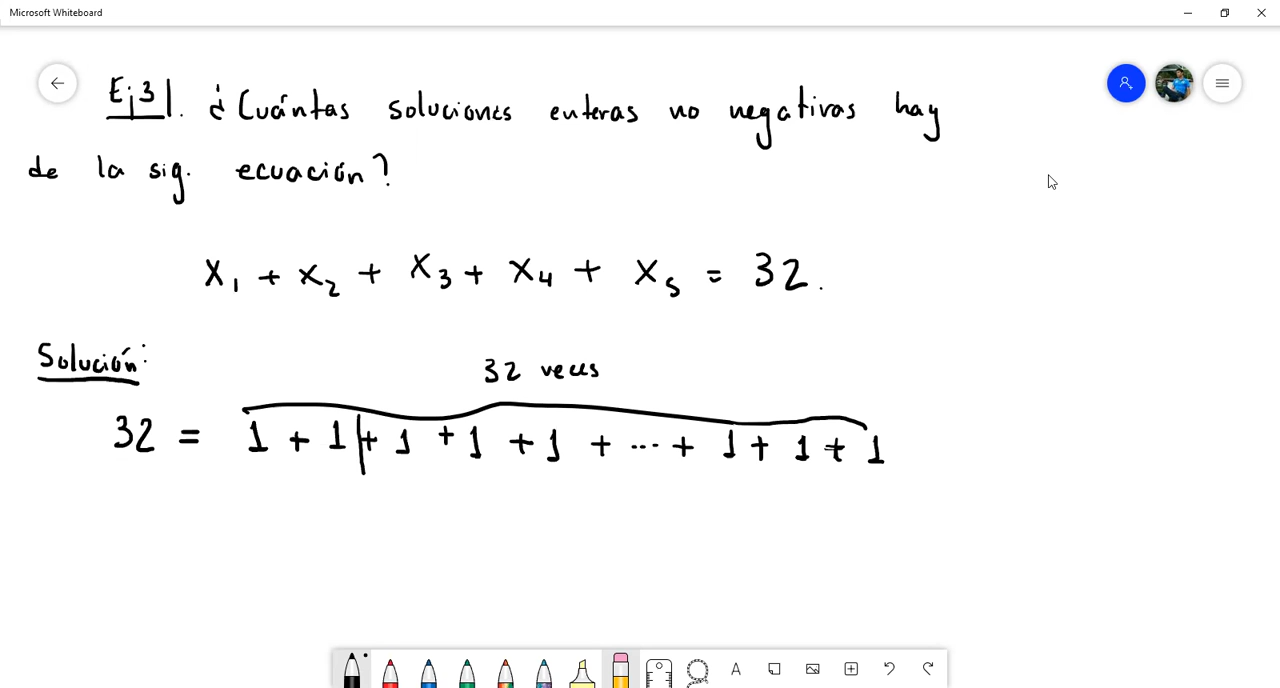 Microsoft Whiteboard
Ej3|. ¿Cuántas soluciones enteras no negativas hay
de la sig. ecuación?
x₁ + x₂ + x₃ + x₄ + x₅ = 32.
Solución:
32 veces
32 = 1 + 1 + 1 + 1 + 1 + ... + 1 + 1 + 1
A